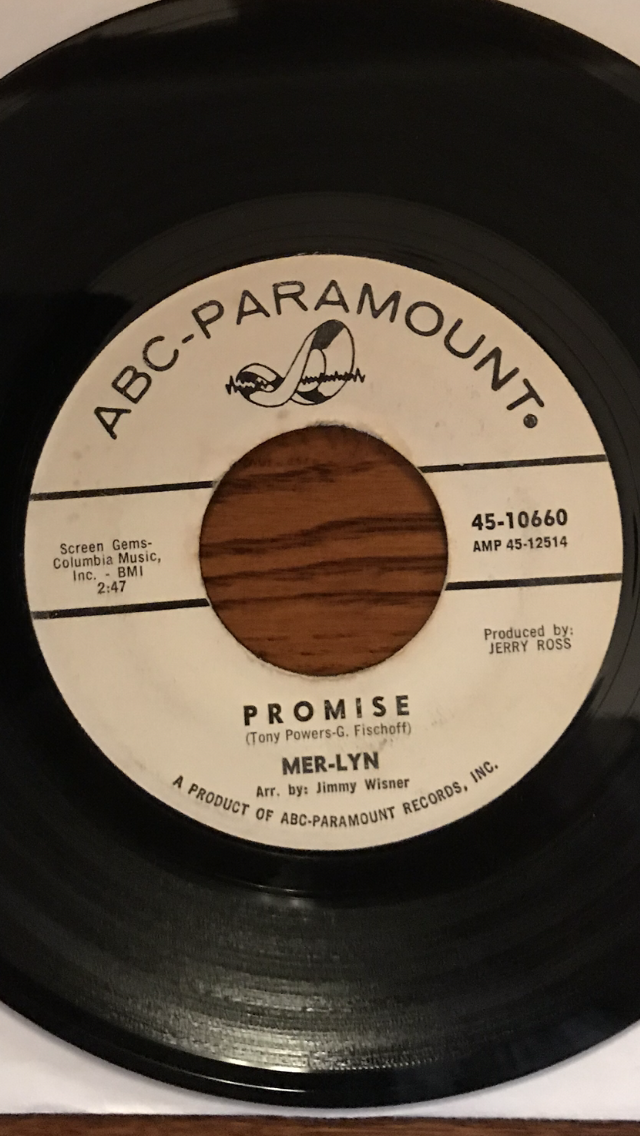 ABC-PARAMOUNT
Screen Gems-
Columbia Music,
Inc. - BMI
2:47
45-10660
AMP 45-12514
Produced by:
JERRY ROSS
PROMISE
(Tony Powers-G. Fischoff)
MER-LYN
Arr. by: Jimmy Wisner
A PRODUCT OF ABC-PARAMOUNT RECORDS, INC.